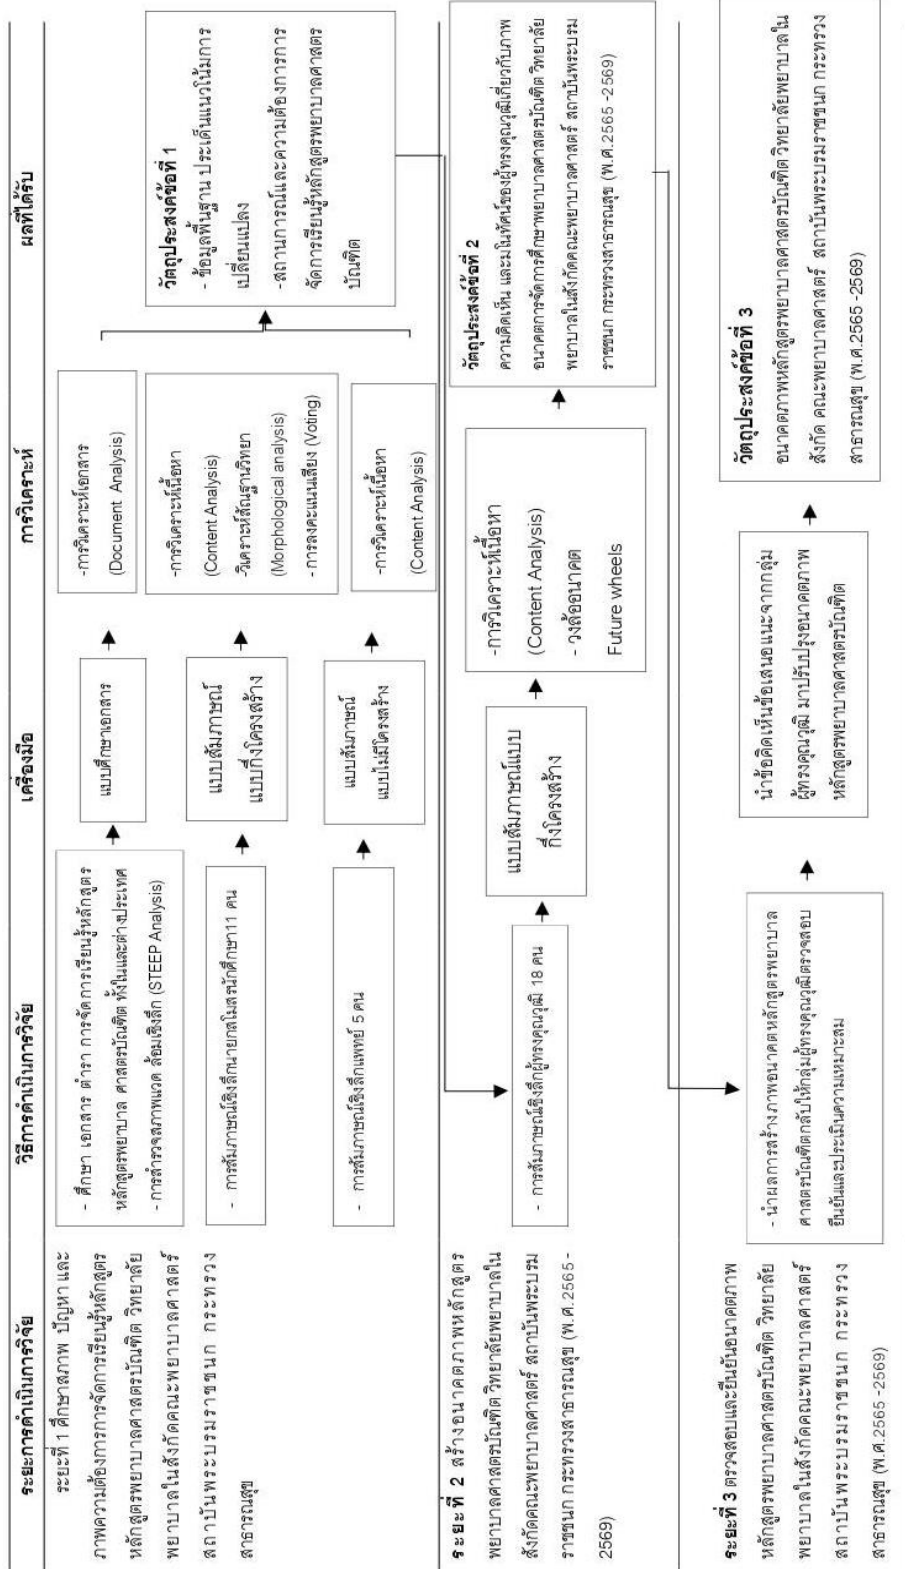 ระยะการดำเนินการวิจัย
วิธีการดำเนินการวิจัย
เครื่องมือ
การวิเคราะห์
ผลที่ได้รับ
ระยะที่ 1 ศึกษาสภาพ ปัญหา และ
ภาพความต้องการการจัดการเรียนรู้หลักสูตร
หลักสูตรพยาบาลศาสตรบัณฑิต วิทยาลัย
พยาบาลในสังกัดคณะพยาบาลศาสตร์
สถาบันพระบรมราชชนก กระทรวง
สาธารณสุข
- ศึกษา เอกสาร ตำรา การจัดการเรียนรู้หลักสูตร
หลักสูตรพยาบาล ศาสตรบัณฑิต ทั้งในและต่างประเทศ
- การสำรวจสภาพแวด ล้อมเชิงลึก (STEEP Analysis)
- การสัมภาษณ์เชิงลึกนายกสโมสรนักศึกษา11 คน
- การสัมภาษณ์เชิงลึกแพทย์ 5 คน
แบบศึกษาเอกสาร
แบบสัมภาษณ์
แบบกึ่งโครงสร้าง
แบบสัมภาษณ์
แบบไม่มีโครงสร้าง
-การวิเคราะห์เอกสาร
(Document Analysis)
-การวิเคราะห์เนื้อหา
(Content Analysis)
-วิเคราะห์สัณฐานวิทยา
(Morphological analysis)
- การลงคะแนนเสียง (Voting)
-การวิเคราะห์เนื้อหา
(Content Analysis)
วัตถุประสงค์ข้อที่ 1
- ข้อมูลพื้นฐาน ประเด็นแนวโน้มการ
เปลี่ยนแปลง
-สถานการณ์และความต้องการการ
จัดการเรียนรู้หลักสูตรพยาบาลศาสตร
บัณฑิต
ระยะที่ 2 สร้างอนาคตภาพหลักสูตร
พยาบาลศาสตรบัณฑิต วิทยาลัยพยาบาลใน
สังกัดคณะพยาบาลศาสตร์ สถาบันพระบรม
ราชชนก กระทรวงสาธารณสุข (พ.ศ.2565 -
2569)
- การสัมภาษณ์เชิงลึกผู้ทรงคุณวุฒิ 18 คน
แบบสัมภาษณ์แบบ
กึ่งโครงสร้าง
-การวิเคราะห์เนื้อหา
(Content Analysis)
- วงล้ออนาคต
Future wheels
วัตถุประสงค์ข้อที่ 2
ความคิดเห็น และมโนทัศน์ของผู้ทรงคุณวุฒิเกี่ยวกับภาพ
อนาคตการจัดการศึกษาพยาบาลศาสตรบัณฑิต วิทยาลัย
พยาบาลในสังกัดคณะพยาบาลศาสตร์ สถาบันพระบรม
ราชชนก กระทรวงสาธารณสุข (พ.ศ.2565 -2569)
ระยะที่ 3 ตรวจสอบและยืนยันอนาคตภาพ
หลักสูตรพยาบาลศาสตรบัณฑิต วิทยาลัย
พยาบาลในสังกัดคณะพยาบาลศาสตร์
สถาบันพระบรมราชชนก กระทรวง
สาธารณสุข (พ.ศ.2565 -2569)
- นำผลการสร้างภาพอนาคตหลักสูตรพยาบาล
ศาสตรบัณฑิตกลับให้กลุ่มผู้ทรงคุณวุฒิตรวจสอบ
ยืนยันและประเมินความเหมาะสม
นำข้อคิดเห็นข้อเสนอแนะจากกลุ่ม
ผู้ทรงคุณวุฒิ มาปรับปรุงอนาคตภาพ
หลักสูตรพยาบาลศาสตรบัณฑิต
วัตถุประสงค์ข้อที่ 3
อนาคตภาพหลักสูตรพยาบาลศาสตรบัณฑิต วิทยาลัยพยาบาลใน
สังกัด คณะพยาบาลศาสตร์ สถาบันพระบรมราชชนก กระทรวง
สาธารณสุข (พ.ศ.2565 -2569)